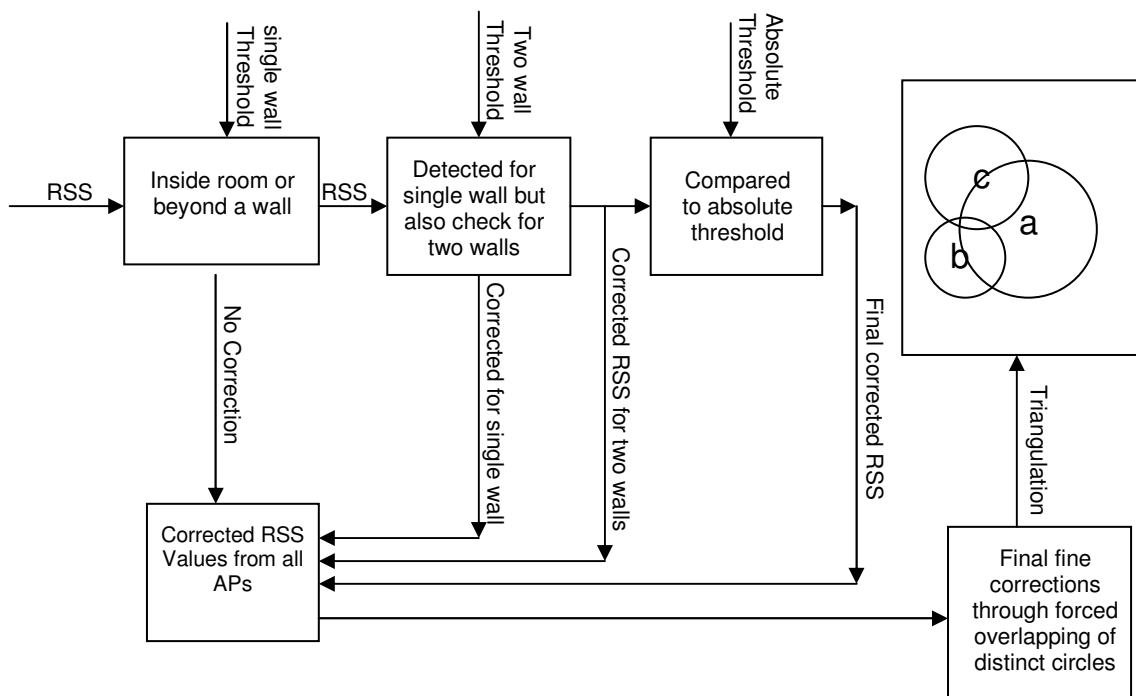 single wall
Threshold
Two wall
Threshold
Absolute
Threshold
RSS
Inside room or
beyond a wall
RSS
Detected for
single wall but
also check for
two walls
Compared
to absolute
threshold
c
a
b
No Correction
Corrected for single wall
Corrected RSS for two walls
Final corrected RSS
Triangulation
Corrected RSS
Values from all
APs
Final fine
corrections
through forced
overlapping of
distinct circles